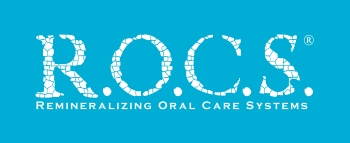 R.O.C.S.®
REMINERALIZING ORAL CARE SYSTEMS